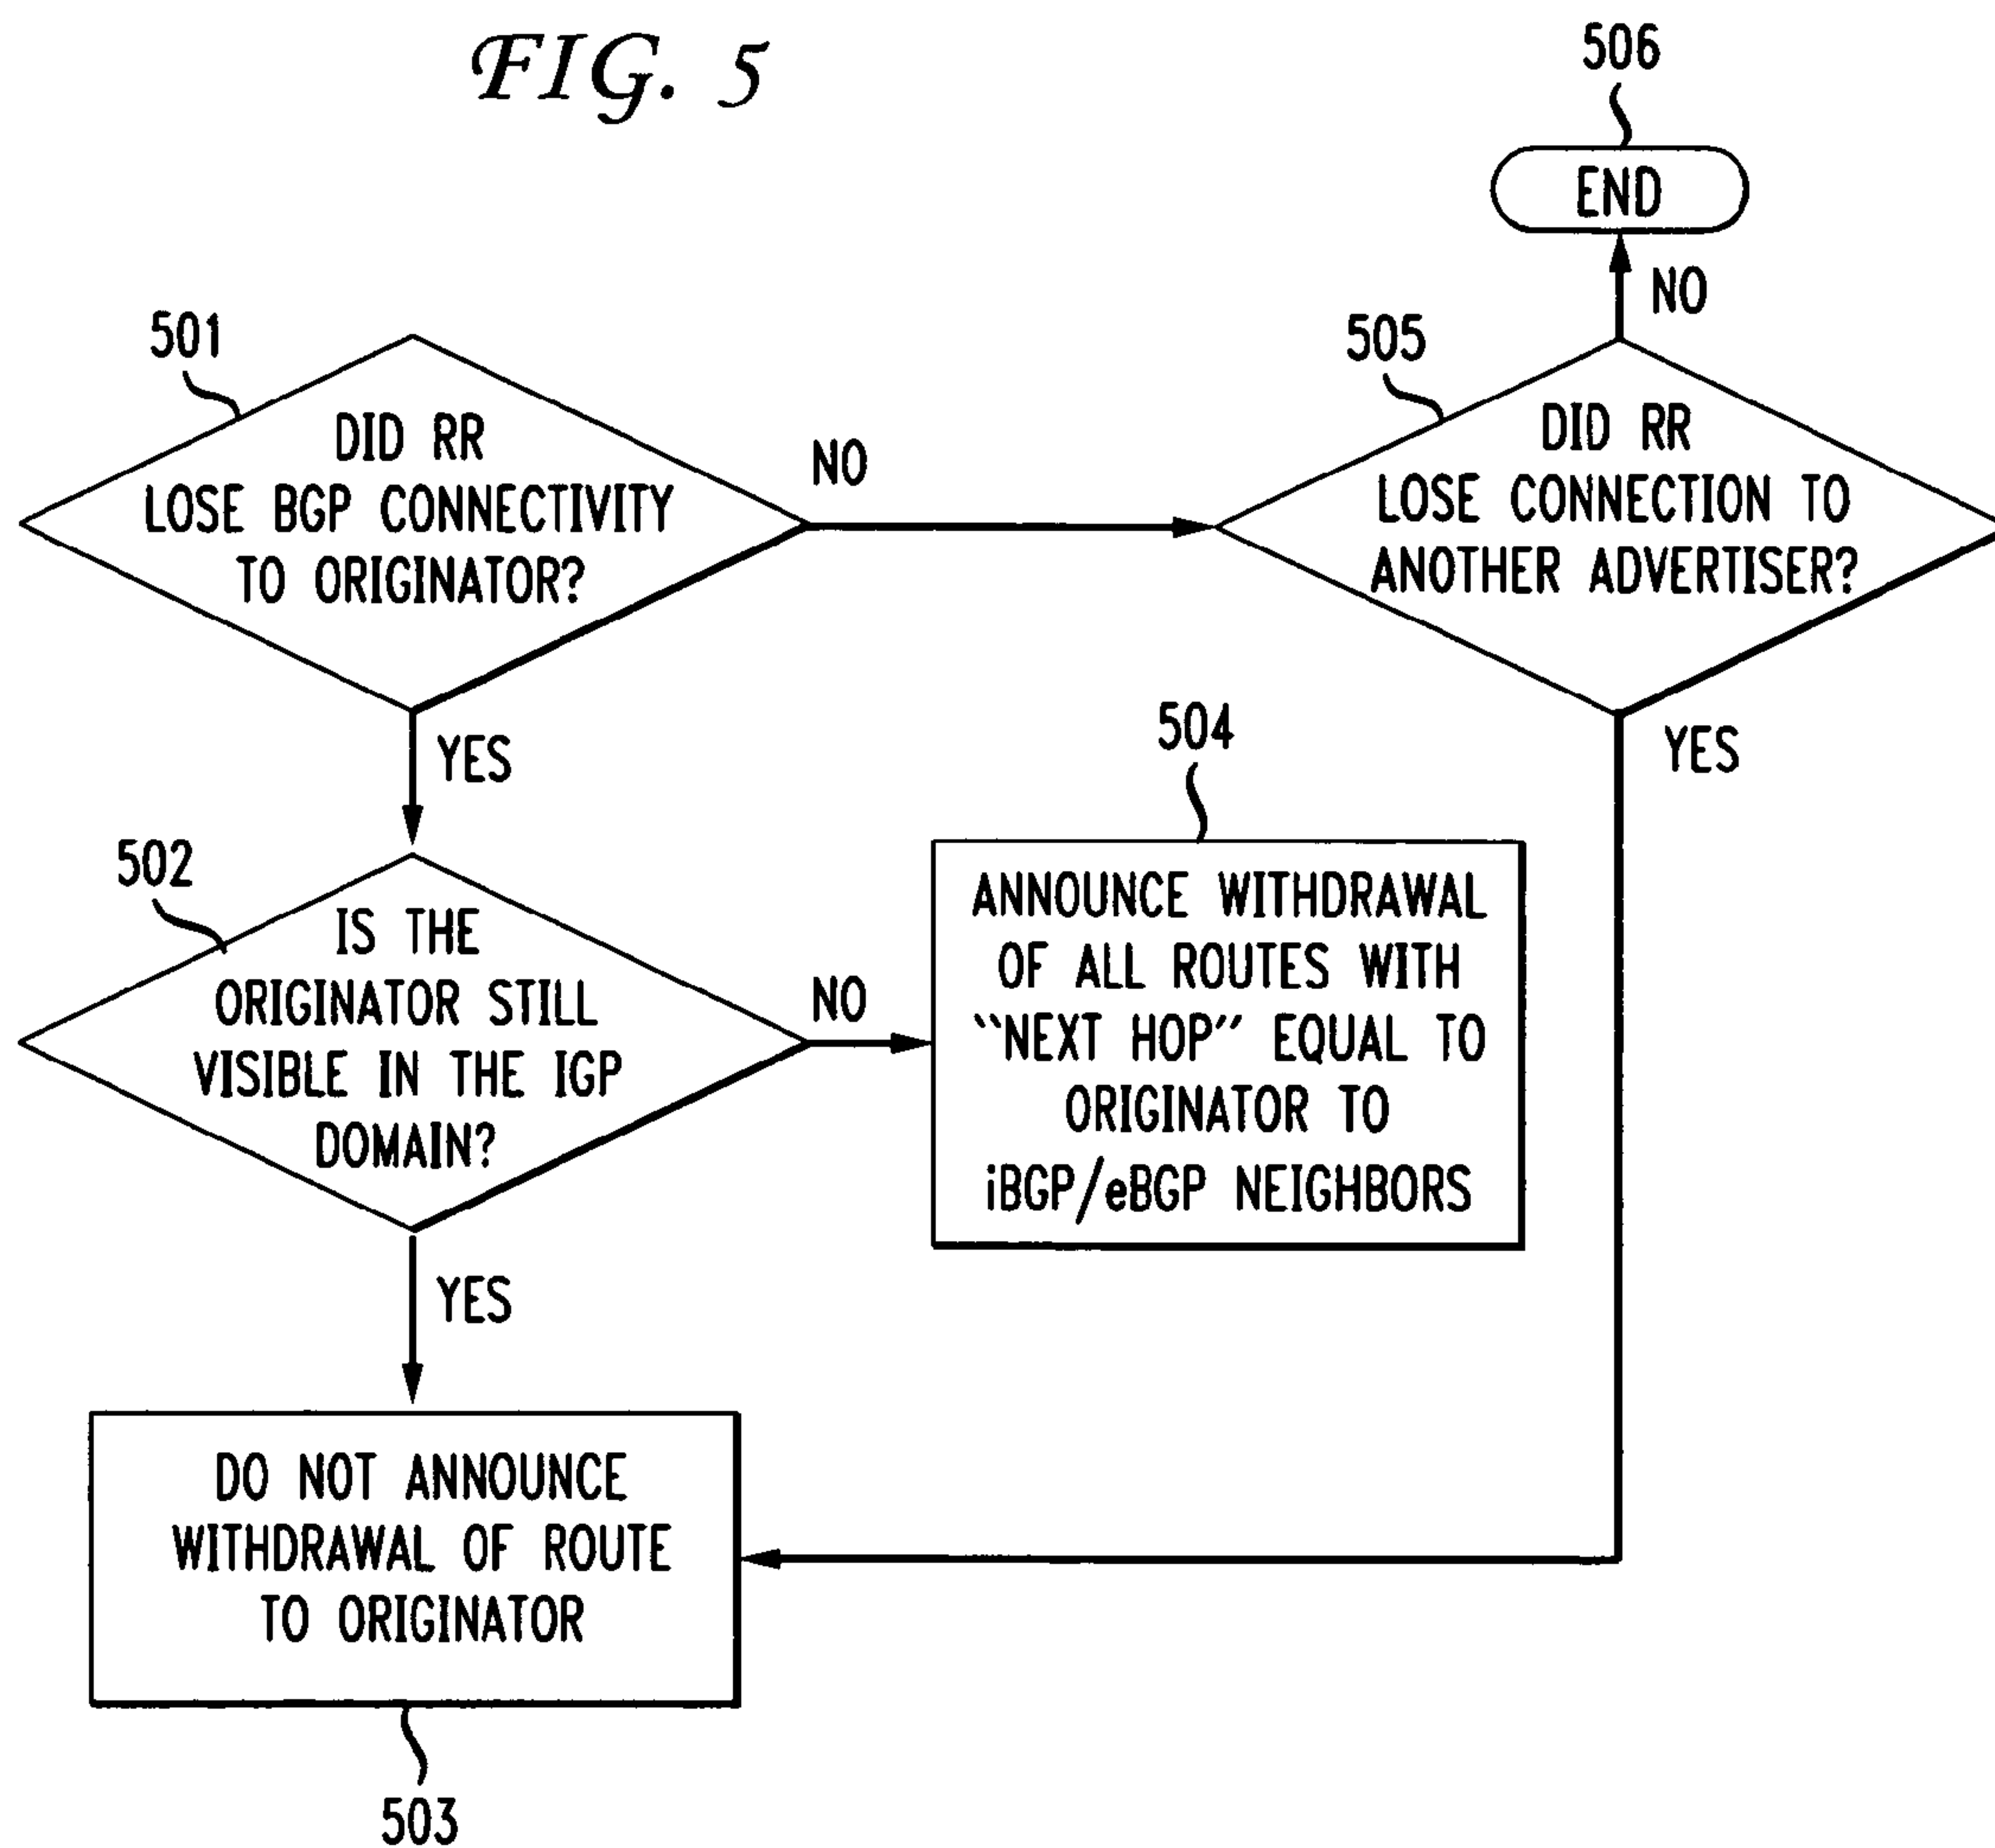 FIG. 5
506
END
NO
501
DID RR
LOSE BGP CONNECTIVITY
TO ORIGINATOR?
NO
505
DID RR
LOSE CONNECTION TO
ANOTHER ADVERTISER?
YES
YES
502
IS THE
ORIGINATOR STILL
VISIBLE IN THE IGP
DOMAIN?
NO
504
ANNOUNCE WITHDRAWAL
OF ALL ROUTES WITH
``NEXT HOP'' EQUAL TO
ORIGINATOR TO
iBGP/eBGP NEIGHBORS
YES
DO NOT ANNOUNCE
WITHDRAWAL OF ROUTE
TO ORIGINATOR
503